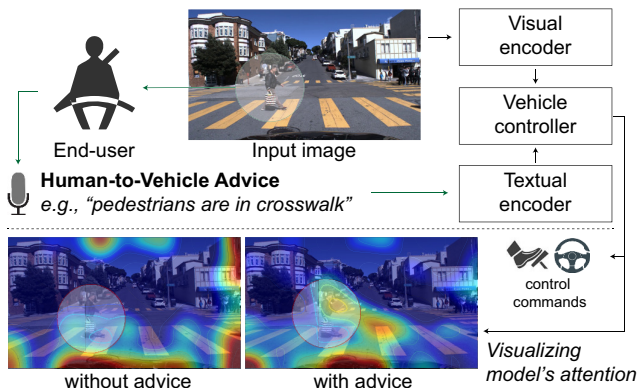 Visual
encoder
Vehicle
controller
End-user
Input image
Human-to-Vehicle Advice
e.g., “pedestrians are in crosswalk”
Textual
encoder
control
commands
without advice
with advice
Visualizing
model’s attention